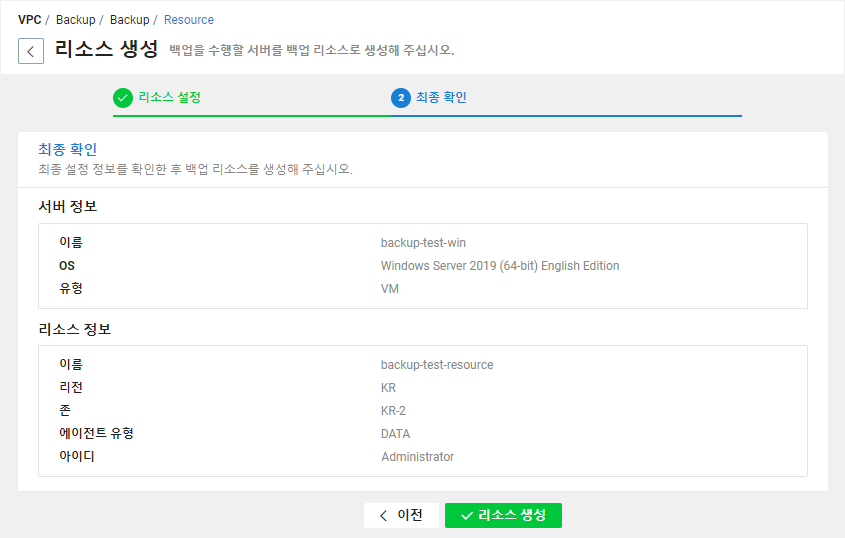 VPC / Backup / Backup / Resource
리소스 생성 백업을 수행할 서버를 백업 리소스로 생성해 주십시오.
리소스 설정 2 최종 확인
최종 확인
최종 설정 정보를 확인한 후 백업 리소스를 생성해 주십시오.
서버 정보
이름 backup-test-win
OS Windows Server 2019 (64-bit) English Edition
유형 VM
리소스 정보
이름 backup-test-resource
리전 KR
존 KR-2
에이전트 유형 DATA
아이디 Administrator
이전 리소스 생성